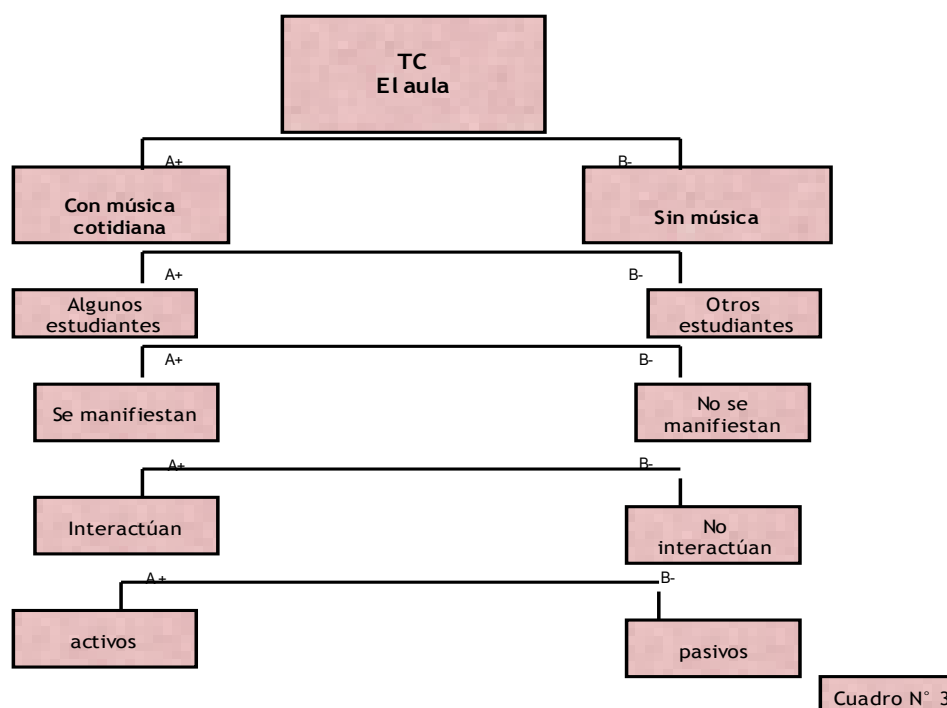 TC
El aula
A+
B-
Con música
cotidiana
Sin música
A+
B-
Algunos
estudiantes
Otros
estudiantes
A+
B-
Se manifiestan
No se
manifiestan
A+
B-
Interactúan
No
interactúan
A+
B-
activos
pasivos
Cuadro N° 3